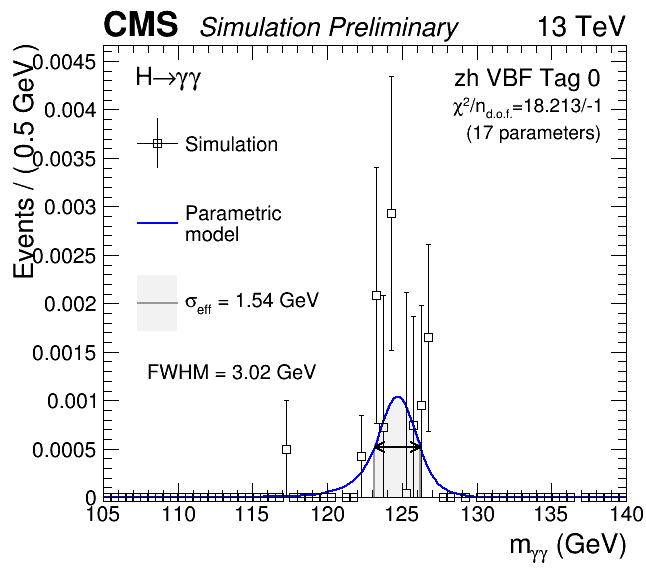 CMS Simulation Preliminary 13 TeV
H→γγ
zh VBF Tag 0
χ²/n_d.o.f.=18.213/-1
(17 parameters)
Simulation
Parametric
model
σ_eff = 1.54 GeV
FWHM = 3.02 GeV
Events / ( 0.5 GeV )
0.0045
0.004
0.0035
0.003
0.0025
0.002
0.0015
0.001
0.0005
0
105 110 115 120 125 130 135 140
m_γγ (GeV)